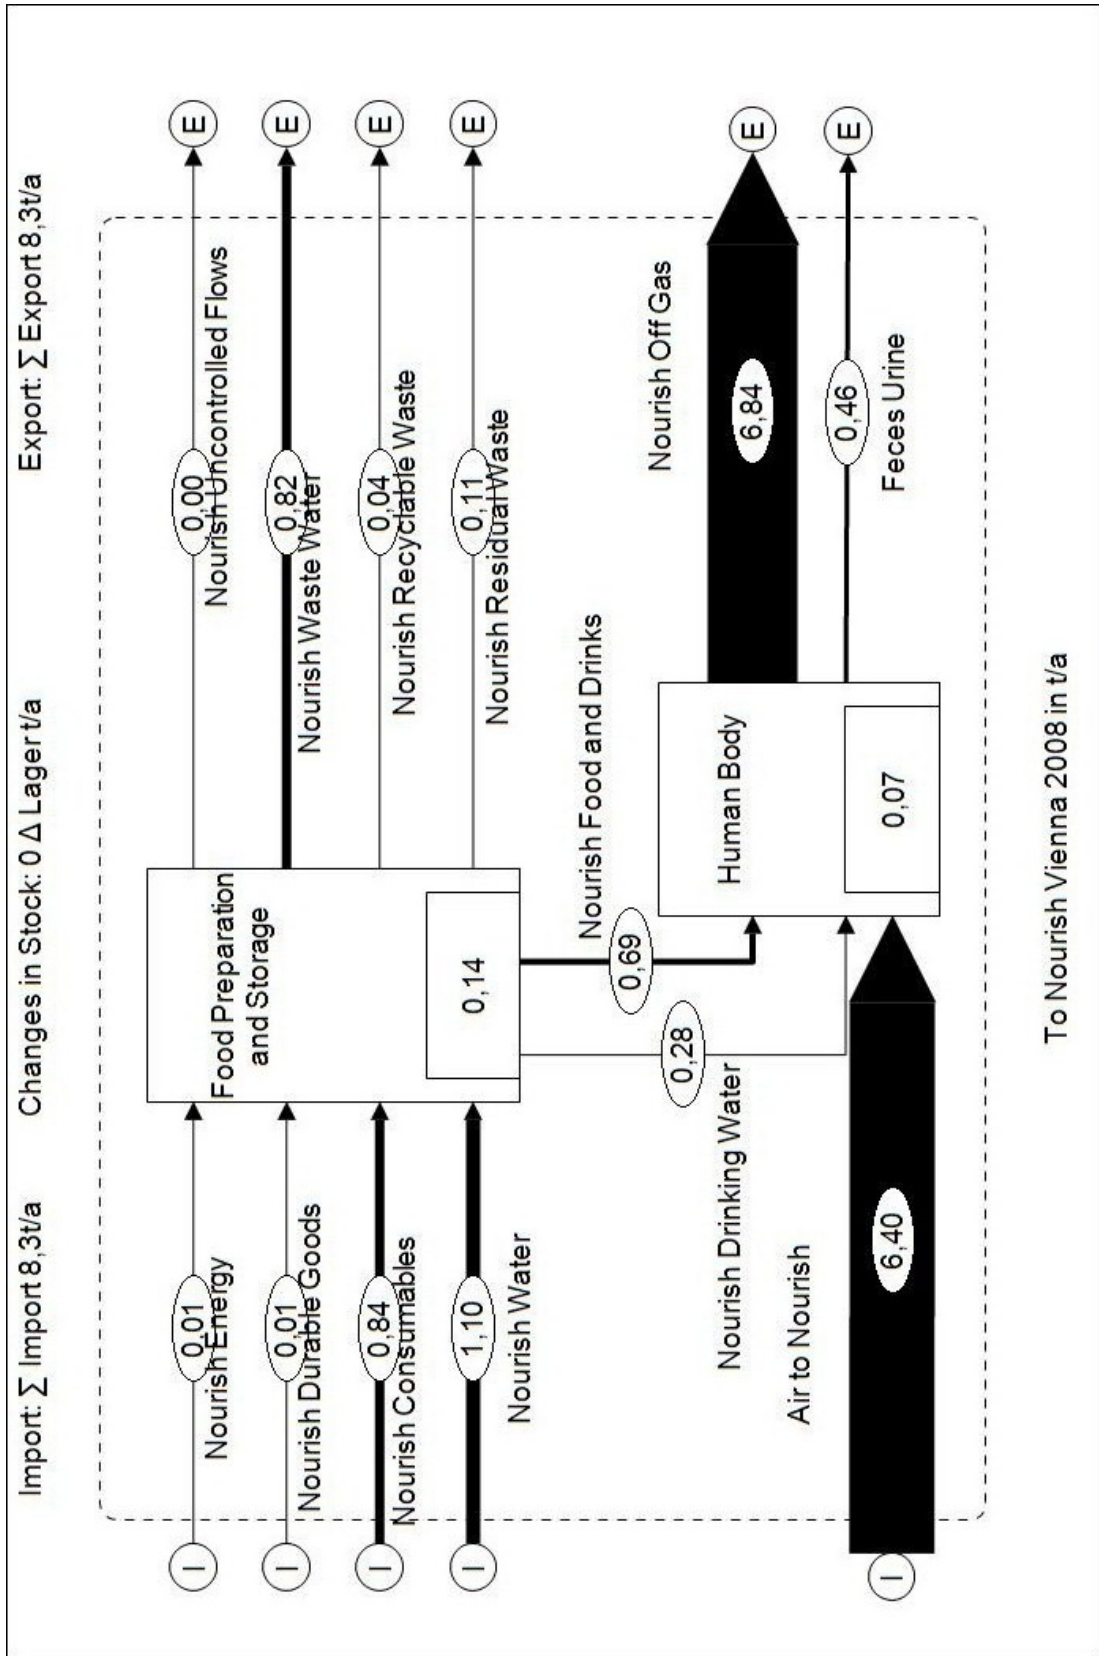 Import: ∑ Import 8,3t/a
Changes in Stock: 0 Δ Lager t/a
Export: ∑ Export 8,3t/a
I
0,01
Nourish Energy
I
0,01
Nourish Durable Goods
I
0,84
Nourish Consumables
I
1,10
Nourish Water
Food Preparation
and Storage
0,14
0,00
Nourish Uncontrolled Flows
E
0,82
Nourish Waste Water
E
0,04
Nourish Recyclable Waste
E
0,11
Nourish Residual Waste
E
Nourish Food and Drinks
0,69
0,28
Nourish Drinking Water
Air to Nourish
I
6,40
Human Body
0,07
Nourish Off Gas
6,84
E
0,46
Feces Urine
E
To Nourish Vienna 2008 in t/a